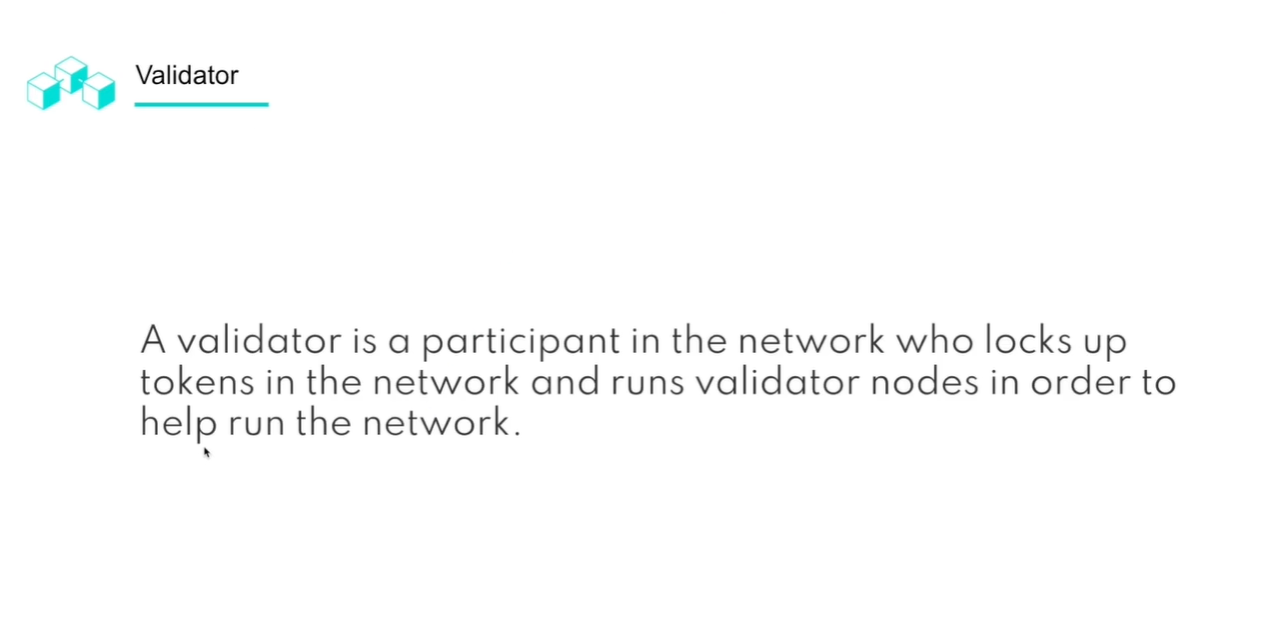 Validator
A validator is a participant in the network who locks up
tokens in the network and runs validator nodes in order to
help run the network.